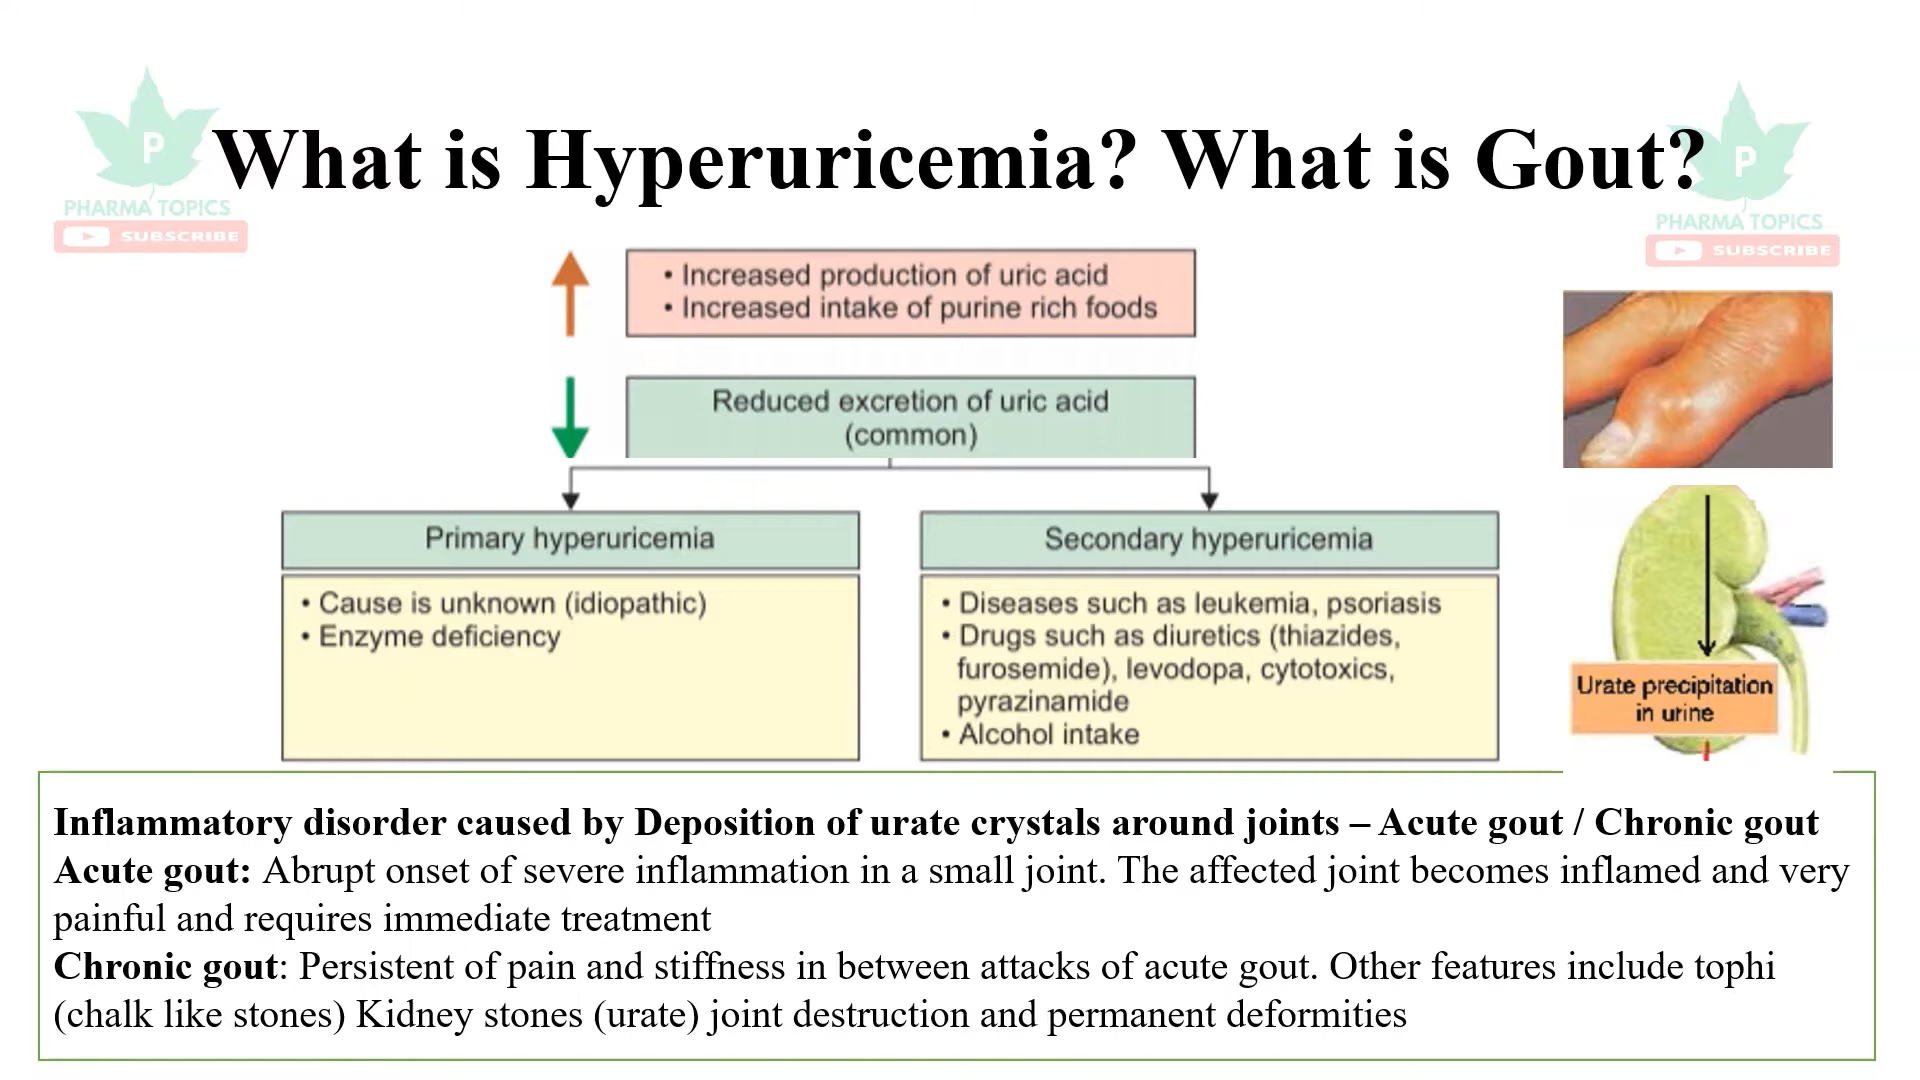 What is Hyperuricemia? What is Gout?
P
PHARMA TOPICS
SUBSCRIBE
P
PHARMA TOPICS
SUBSCRIBE
• Increased production of uric acid
• Increased intake of purine rich foods
Reduced excretion of uric acid
(common)
Primary hyperuricemia
• Cause is unknown (idiopathic)
• Enzyme deficiency
Secondary hyperuricemia
• Diseases such as leukemia, psoriasis
• Drugs such as diuretics (thiazides,
furosemide), levodopa, cytotoxics,
pyrazinamide
• Alcohol intake
Urate precipitation
in urine
Inflammatory disorder caused by Deposition of urate crystals around joints – Acute gout / Chronic gout
Acute gout: Abrupt onset of severe inflammation in a small joint. The affected joint becomes inflamed and very
painful and requires immediate treatment
Chronic gout: Persistent of pain and stiffness in between attacks of acute gout. Other features include tophi
(chalk like stones) Kidney stones (urate) joint destruction and permanent deformities